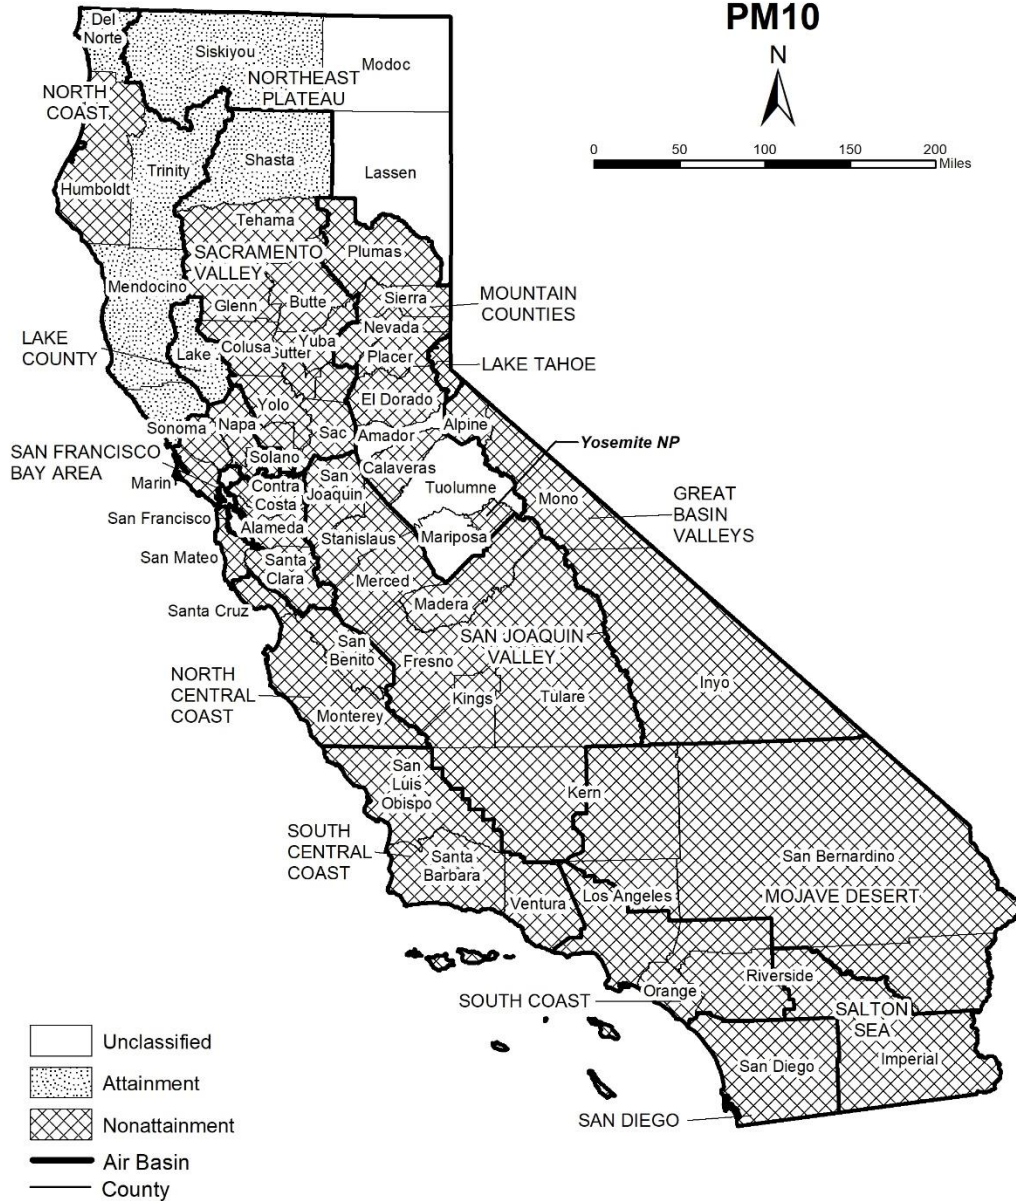 PM10
N
0 50 100 150 200
Miles
Del
Norte
Siskiyou
Modoc
NORTHEAST
PLATEAU
NORTH
COAST
Shasta
Trinity
Lassen
Humboldt
Tehama
Plumas
SACRAMENTO
VALLEY
Mendocino
Glenn
Butte
Sierra
MOUNTAIN
COUNTIES
Nevada
LAKE
COUNTY
Lake
Colusa
Yuba
Sutter
Placer
LAKE TAHOE
El Dorado
Yolo
Sonoma
Napa
Sac
Amador
Alpine
Yosemite NP
SAN FRANCISCO
BAY AREA
Solano
Calaveras
Marin
Contra
Costa
San
Joaquin
Tuolumne
Mono
GREAT
BASIN
VALLEYS
San Francisco
Alameda
Stanislaus
Mariposa
San Mateo
Santa
Clara
Merced
Santa Cruz
Madera
San
Benito
SAN JOAQUIN
VALLEY
Fresno
NORTH
CENTRAL
COAST
Kings
Tulare
Inyo
Monterey
San
Luis
Obispo
Kern
SOUTH
CENTRAL
COAST
Santa
Barbara
San Bernardino
MOJAVE DESERT
Ventura
Los Angeles
Riverside
SOUTH COAST
Orange
SALTON
SEA
Imperial
San Diego
SAN DIEGO
Unclassified
Attainment
Nonattainment
Air Basin
County